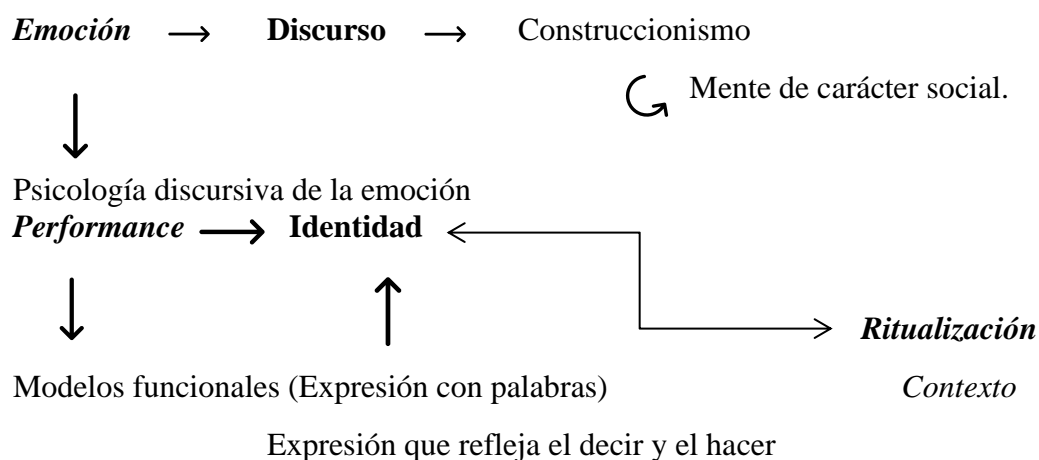 Emoción Discurso Construccionismo
Mente de carácter social.
Psicología discursiva de la emoción
Performance Identidad
Ritualización
Modelos funcionales (Expresión con palabras) Contexto
Expresión que refleja el decir y el hacer